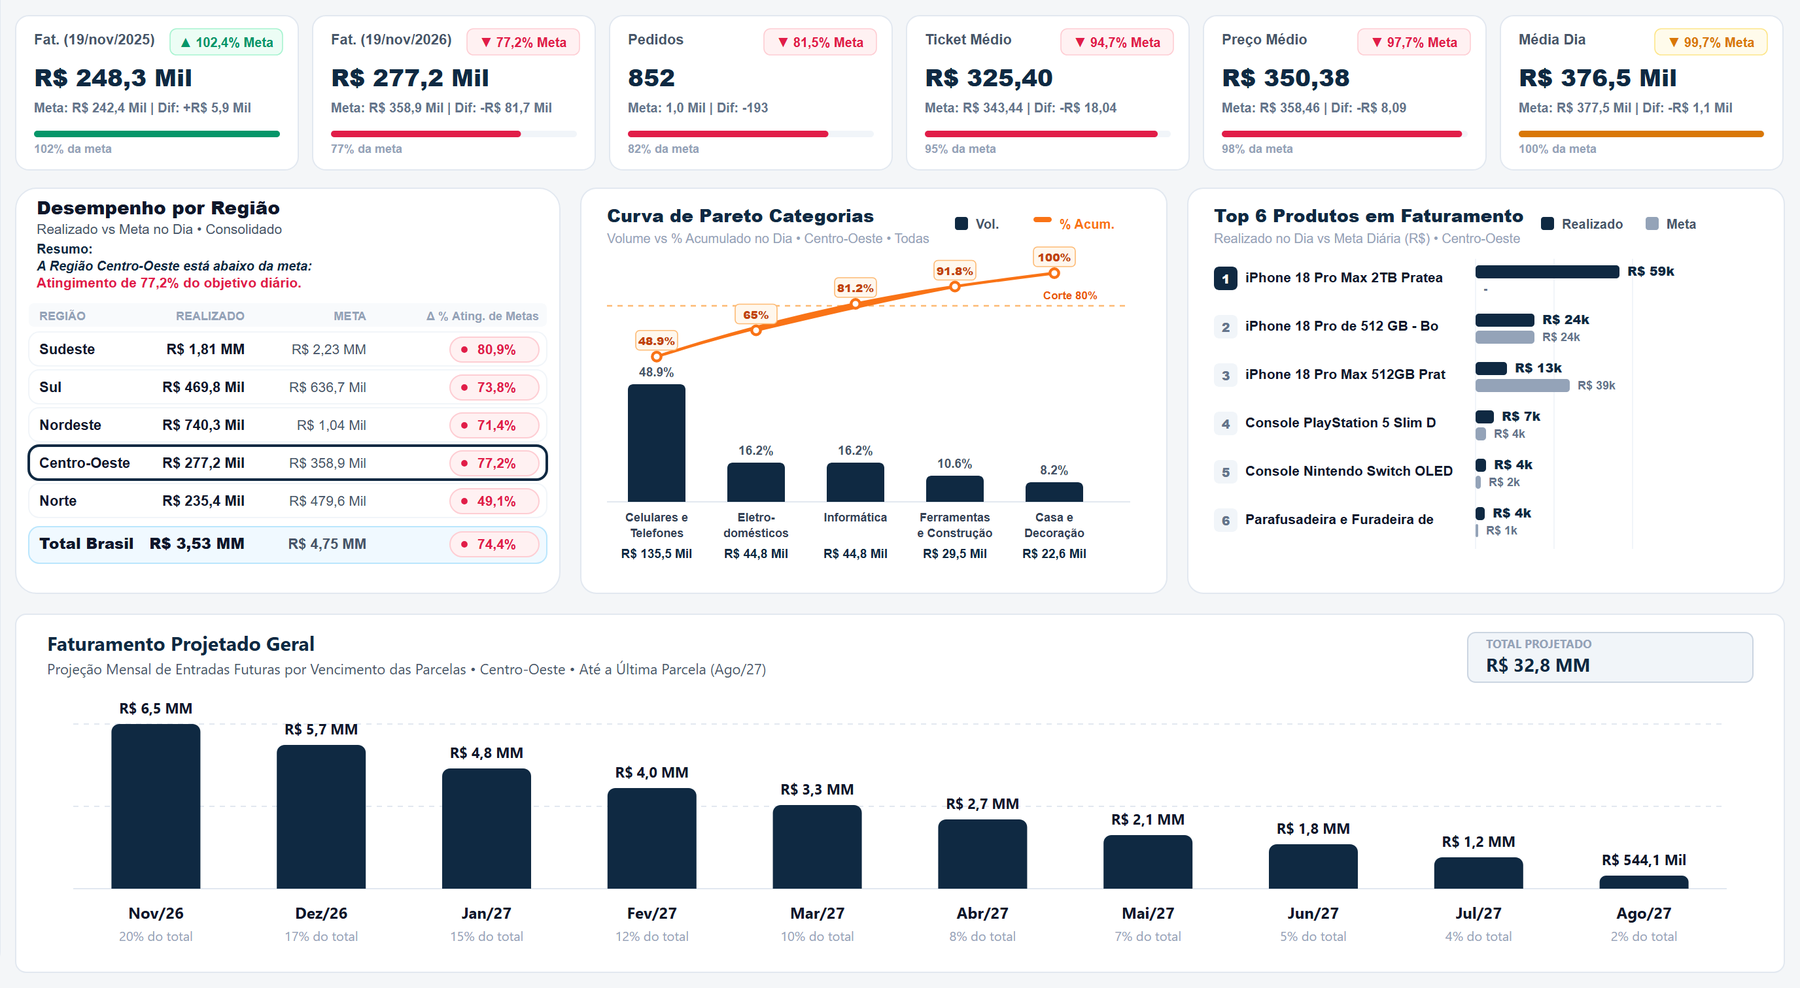 Fat. (19/nov/2025)
▲ 102,4% Meta
R$ 248,3 Mil
Meta: R$ 242,4 Mil | Dif: +R$ 5,9 Mil
102% da meta
Fat. (19/nov/2026)
▼ 77,2% Meta
R$ 277,2 Mil
Meta: R$ 358,9 Mil | Dif: -R$ 81,7 Mil
77% da meta
Pedidos
▼ 81,5% Meta
852
Meta: 1,0 Mil | Dif: -193
82% da meta
Ticket Médio
▼ 94,7% Meta
R$ 325,40
Meta: R$ 343,44 | Dif: -R$ 18,04
95% da meta
Preço Médio
▼ 97,7% Meta
R$ 350,38
Meta: R$ 358,46 | Dif: -R$ 8,09
98% da meta
Média Dia
▼ 99,7% Meta
R$ 376,5 Mil
Meta: R$ 377,5 Mil | Dif: -R$ 1,1 Mil
100% da meta
Desempenho por Região
Realizado vs Meta no Dia • Consolidado
Resumo:
A Região Centro-Oeste está abaixo da meta:
Atingimento de 77,2% do objetivo diário.
REGIÃO REALIZADO META Δ % Ating. de Metas
Sudeste R$ 1,81 MM R$ 2,23 MM 80,9%
Sul R$ 469,8 Mil R$ 636,7 Mil 73,8%
Nordeste R$ 740,3 Mil R$ 1,04 MM 71,4%
Centro-Oeste R$ 277,2 Mil R$ 358,9 Mil 77,2%
Norte R$ 235,4 Mil R$ 479,6 Mil 49,1%
Total Brasil R$ 3,53 MM R$ 4,75 MM 74,4%
Curva de Pareto Categorias
Vol. % Acum.
Volume vs % Acumulado no Dia • Centro-Oeste • Todas
100%
91.8%
81.2%
65%
48.9%
Corte 80%
48.9%
16.2%
16.2%
10.6%
8.2%
Celulares e
Telefones
R$ 135,5 Mil
Eletro-
domésticos
R$ 44,8 Mil
Informática
R$ 44,8 Mil
Ferramentas
e Construção
R$ 29,5 Mil
Casa e
Decoração
R$ 22,6 Mil
Top 6 Produtos em Faturamento
Realizado Meta
Realizado no Dia vs Meta Diária (R$) • Centro-Oeste
1 iPhone 18 Pro Max 2TB Pratea R$ 59k
-
2 iPhone 18 Pro de 512 GB - Bo R$ 24k
R$ 24k
3 iPhone 18 Pro Max 512GB Prat R$ 13k
R$ 39k
4 Console PlayStation 5 Slim D R$ 7k
R$ 4k
5 Console Nintendo Switch OLED R$ 4k
R$ 2k
6 Parafusadeira e Furadeira de R$ 4k
R$ 1k
Faturamento Projetado Geral
Projeção Mensal de Entradas Futuras por Vencimento das Parcelas • Centro-Oeste • Até a Última Parcela (Ago/27)
TOTAL PROJETADO
R$ 32,8 MM
R$ 6,5 MM
R$ 5,7 MM
R$ 4,8 MM
R$ 4,0 MM
R$ 3,3 MM
R$ 2,7 MM
R$ 2,1 MM
R$ 1,8 MM
R$ 1,2 MM
R$ 544,1 Mil
Nov/26 Dez/26 Jan/27 Fev/27 Mar/27 Abr/27 Mai/27 Jun/27 Jul/27 Ago/27
20% do total 17% do total 15% do total 12% do total 10% do total 8% do total 7% do total 5% do total 4% do total 2% do total